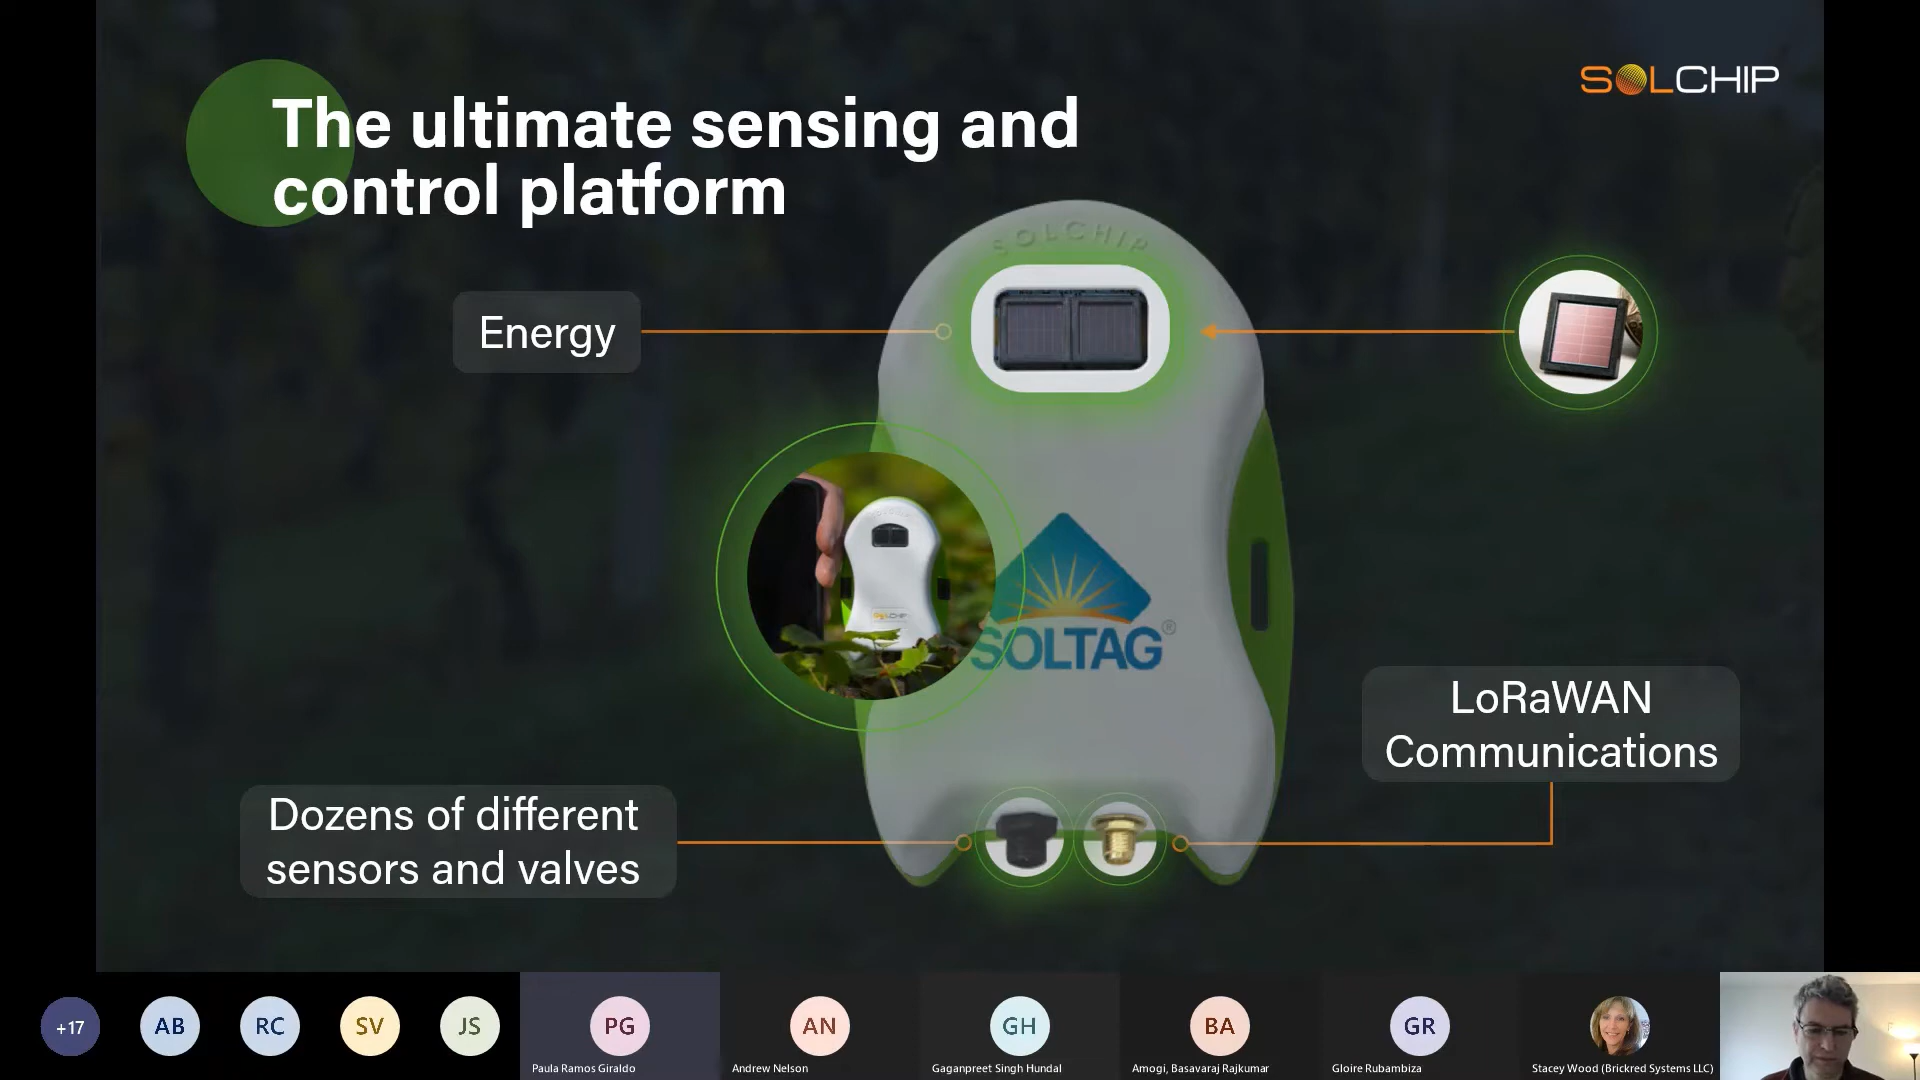 SOLCHIP
The ultimate sensing and
control platform
SOLCHIP
Energy
SOLCHIP
SOLTAG®
LoRaWAN
Communications
Dozens of different
sensors and valves
+17
AB
RC
SV
JS
PG
AN
GH
BA
GR
Paula Ramos Giraldo
Andrew Nelson
Gaganpreet Singh Hundal
Amogi, Basavaraj Rajkumar
Gloire Rubambiza
Stacey Wood (Brickred Systems LLC)